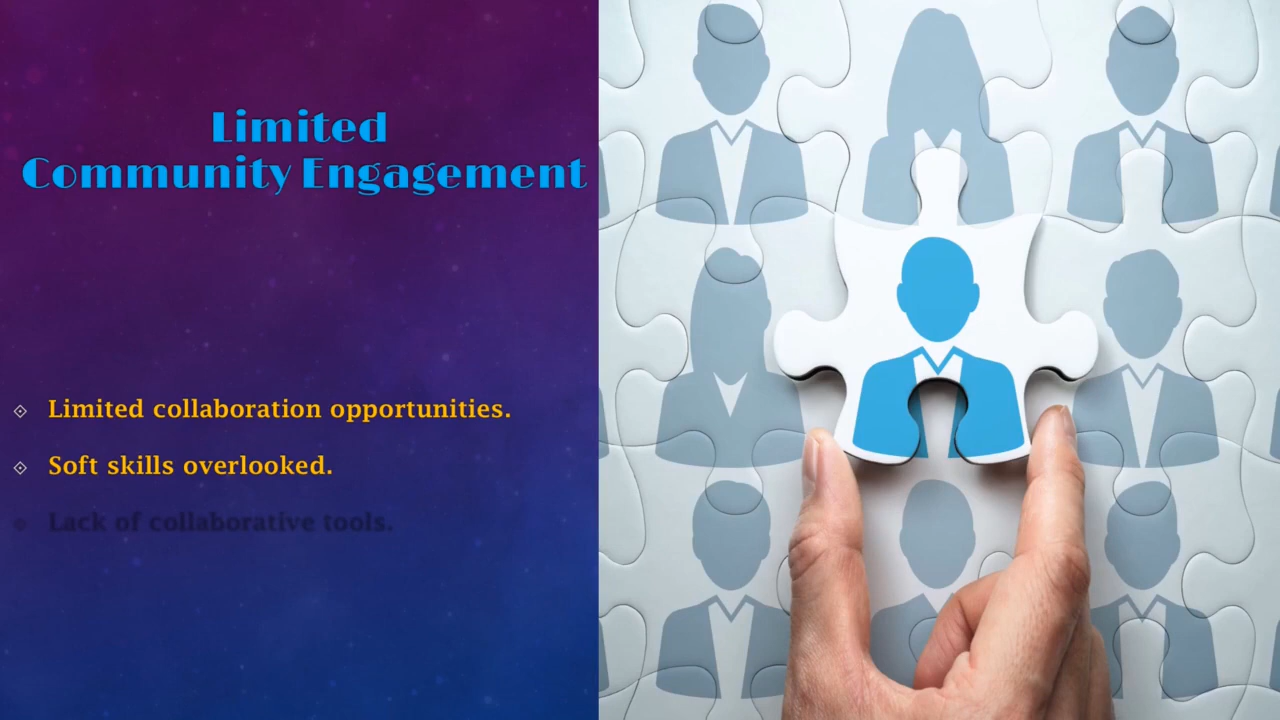 Limited
Community Engagement
Limited collaboration opportunities.
Soft skills overlooked.
Lack of collaborative tools.